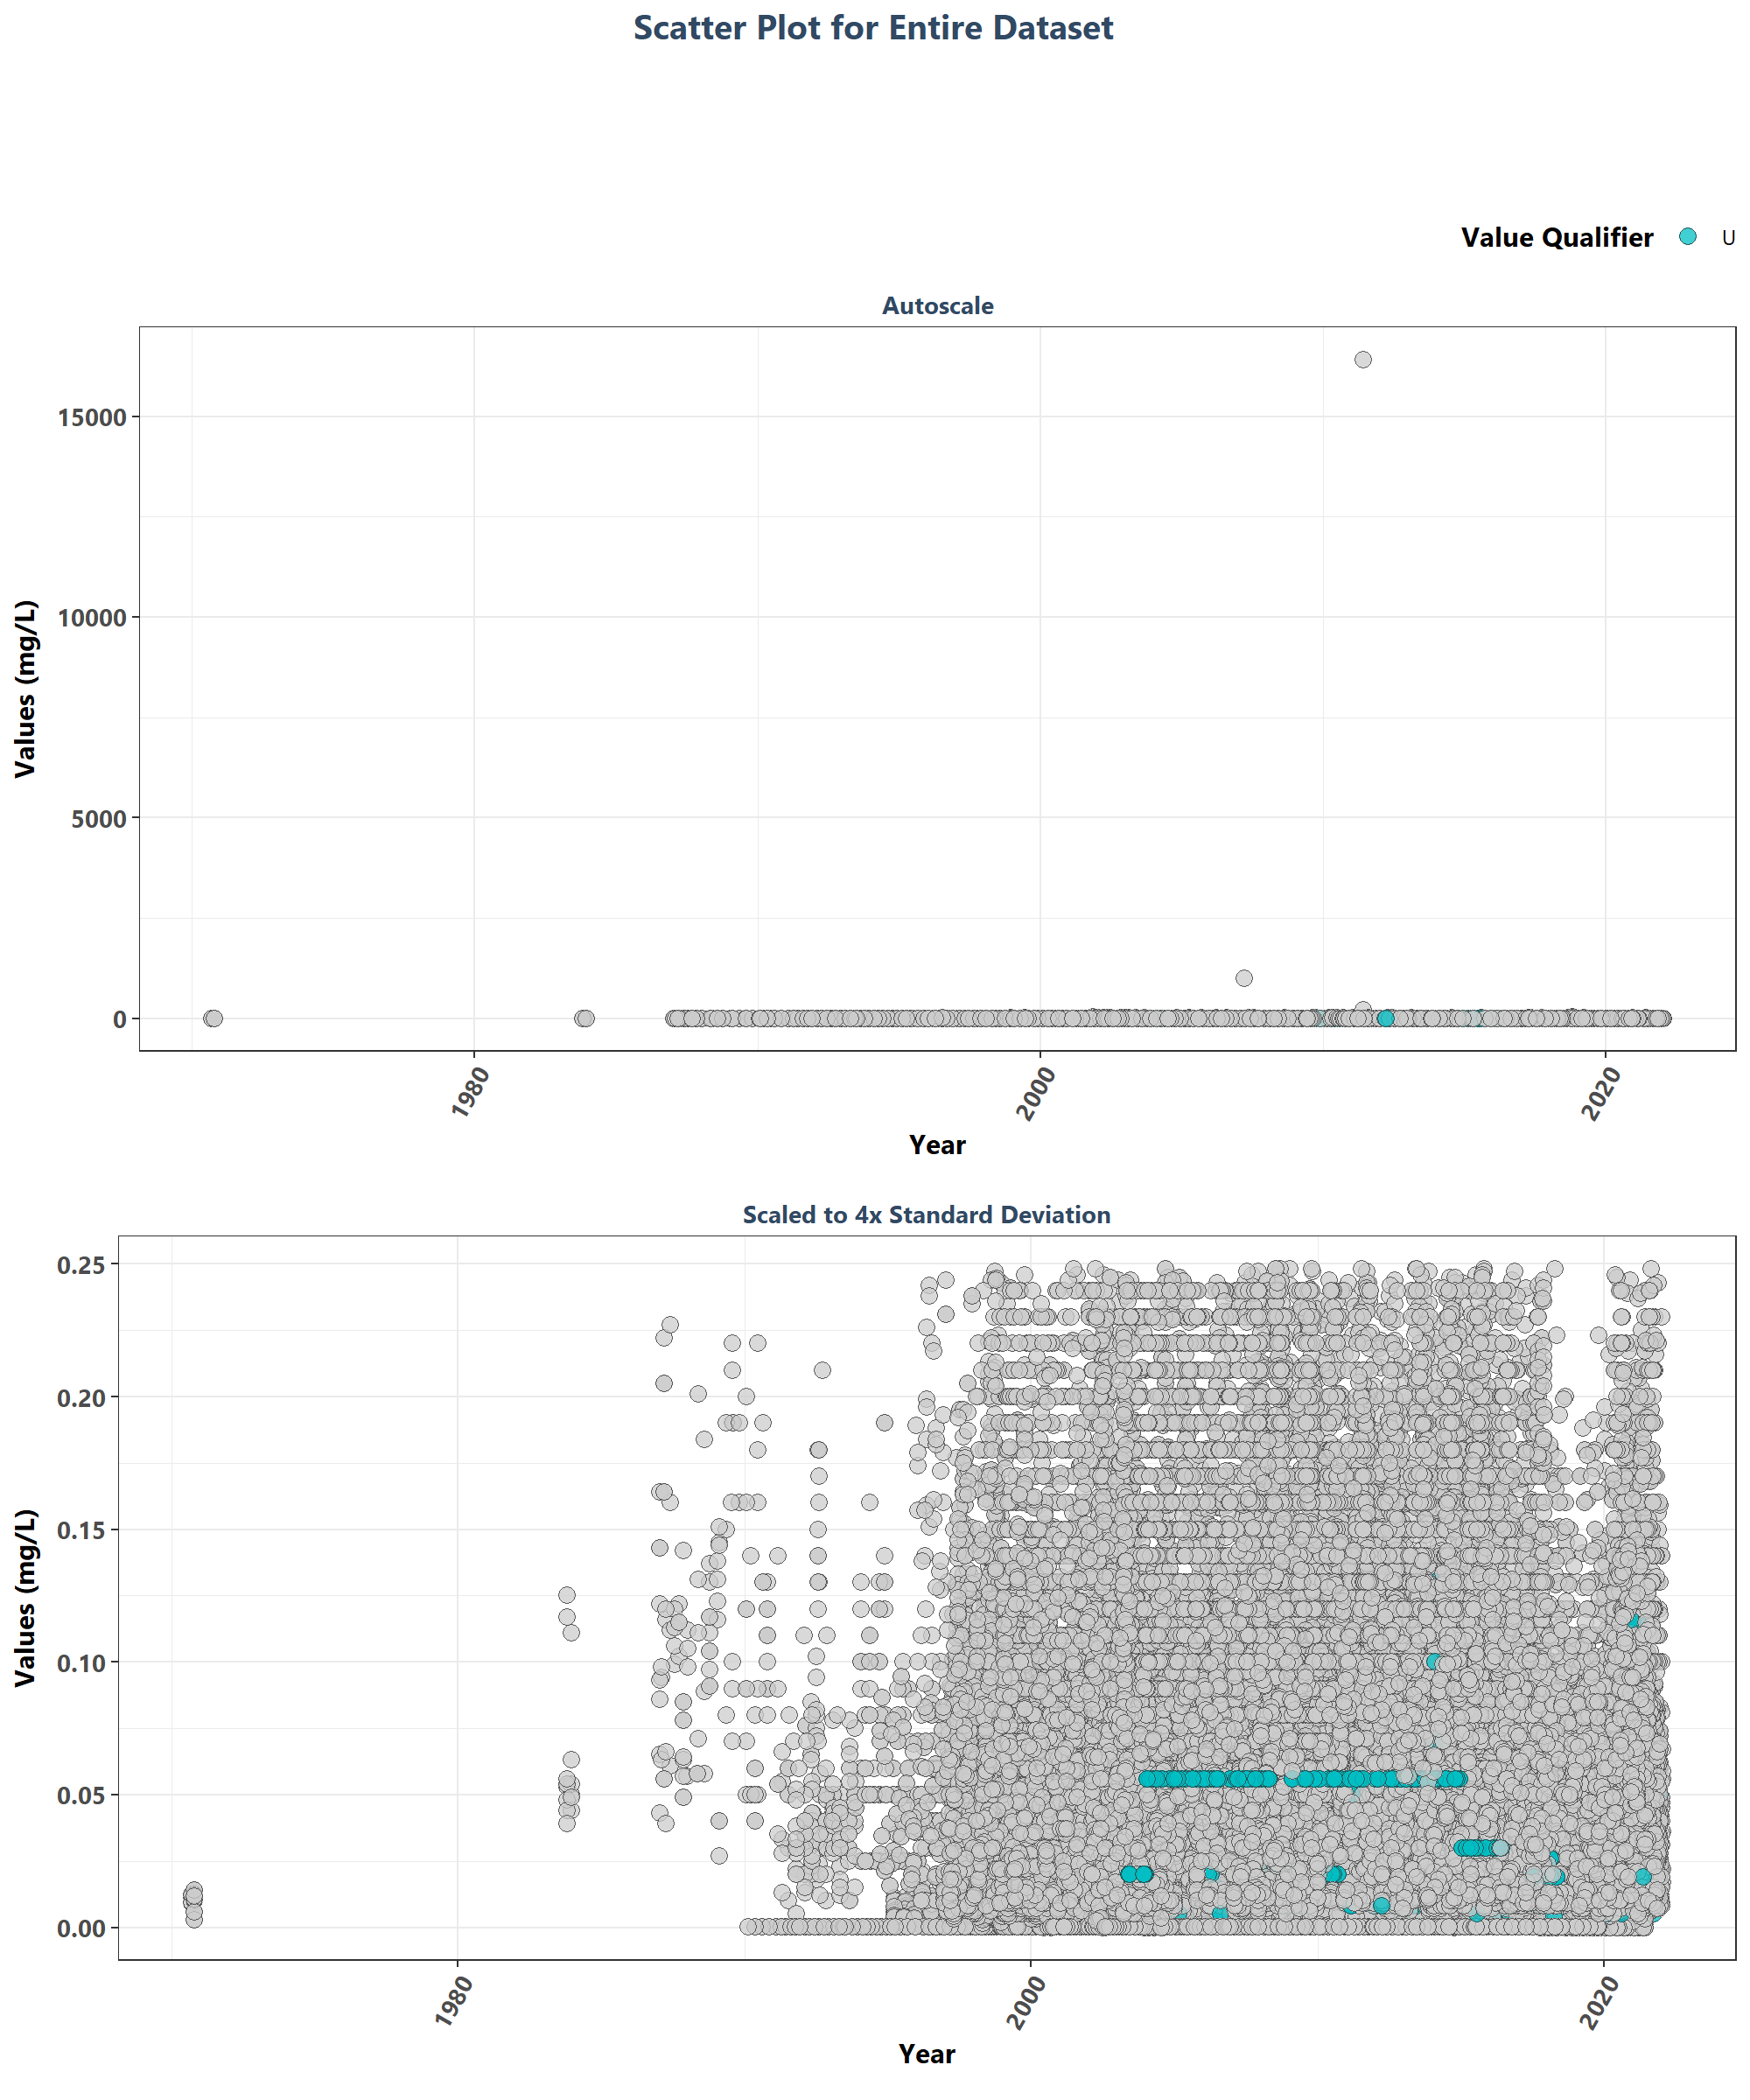 Scatter Plot for Entire Dataset
Value Qualifier U
Autoscale
Values (mg/L)
15000
10000
5000
0
1980
2000
2020
Year
Scaled to 4x Standard Deviation
Values (mg/L)
0.25
0.20
0.15
0.10
0.05
0.00
1980
2000
2020
Year